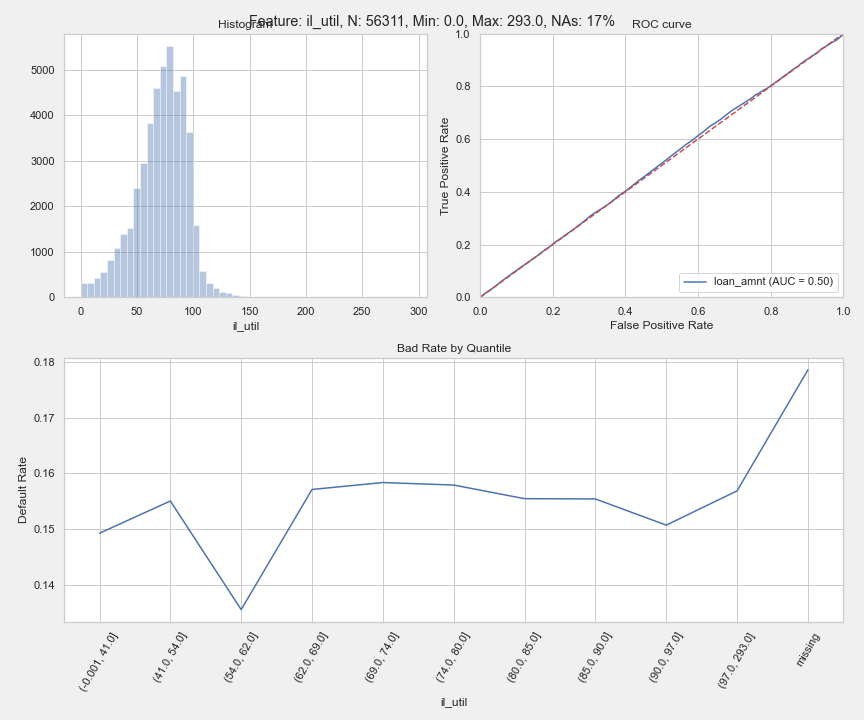 Feature: il_util, N: 56311, Min: 0.0, Max: 293.0, NAs: 17%
Histogram
5000
4000
3000
2000
1000
0
0 50 100 150 200 250 300
il_util
ROC curve
True Positive Rate
1.0
0.8
0.6
0.4
0.2
0.0
loan_amnt (AUC = 0.50)
0.0 0.2 0.4 0.6 0.8 1.0
False Positive Rate
Bad Rate by Quantile
Default Rate
0.18
0.17
0.16
0.15
0.14
(-0.001, 41.0]
(41.0, 54.0]
(54.0, 62.0]
(62.0, 69.0]
(69.0, 74.0]
(74.0, 80.0]
(80.0, 85.0]
(85.0, 90.0]
(90.0, 97.0]
(97.0, 293.0]
missing
il_util